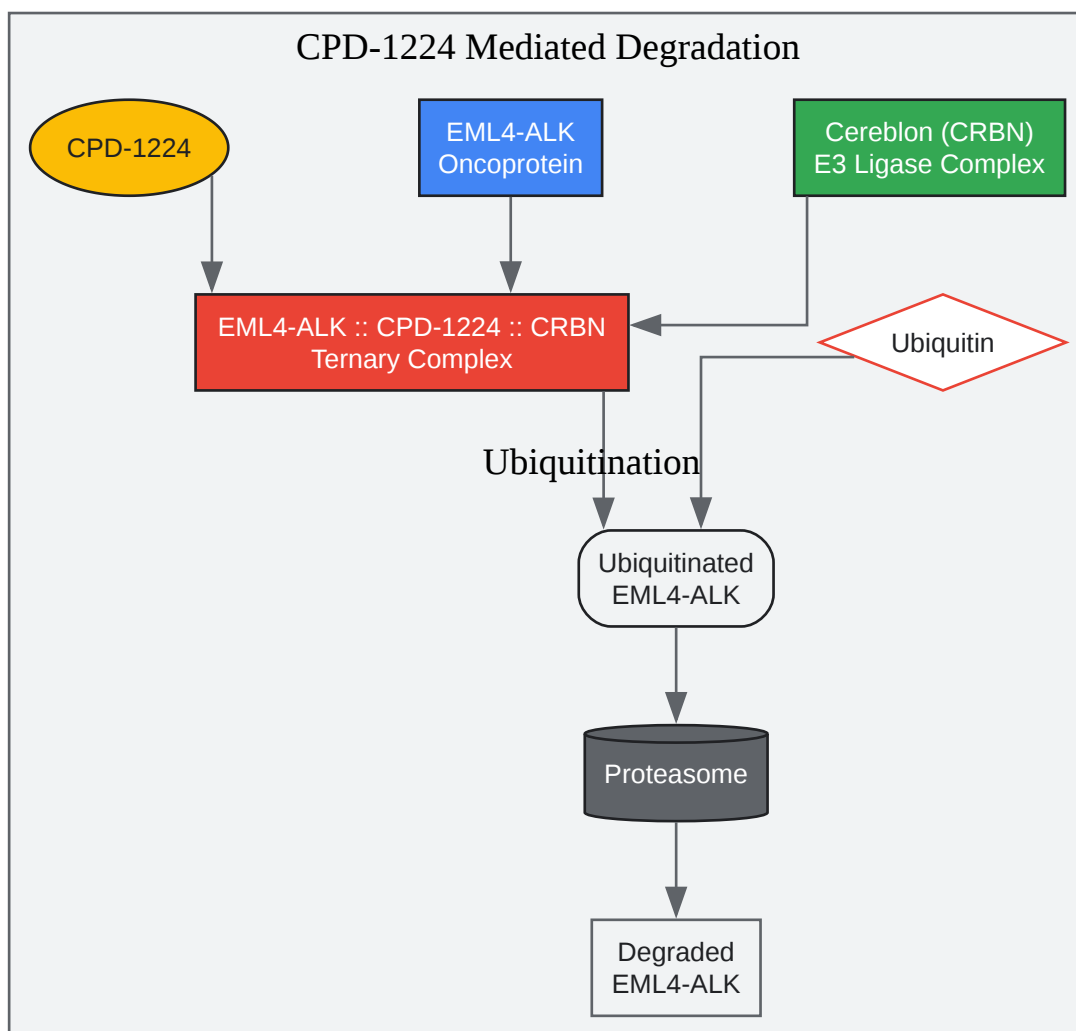 CPD-1224 Mediated Degradation
CPD-1224
EML4-ALK
Oncoprotein
Cereblon (CRBN)
E3 Ligase Complex
EML4-ALK :: CPD-1224 :: CRBN
Ternary Complex
Ubiquitin
Ubiquitination
Ubiquitinated
EML4-ALK
Proteasome
Degraded
EML4-ALK